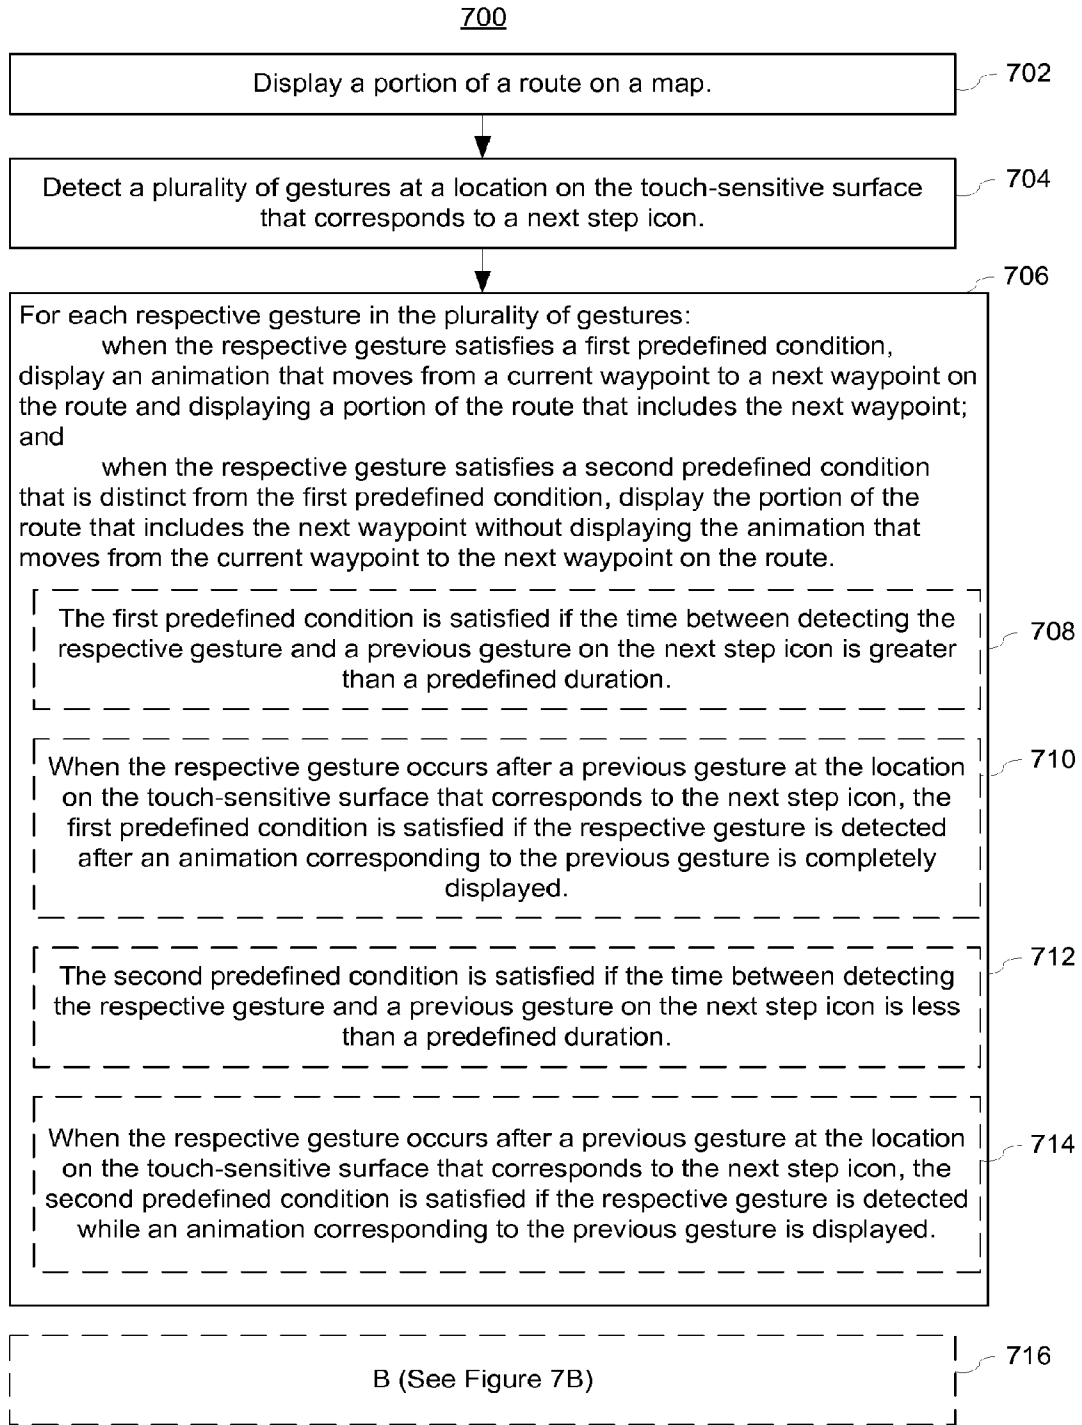 700
Display a portion of a route on a map.
702
Detect a plurality of gestures at a location on the touch-sensitive surface
that corresponds to a next step icon.
704
706
For each respective gesture in the plurality of gestures:
when the respective gesture satisfies a first predefined condition,
display an animation that moves from a current waypoint to a next waypoint on
the route and displaying a portion of the route that includes the next waypoint;
and
when the respective gesture satisfies a second predefined condition
that is distinct from the first predefined condition, display the portion of the
route that includes the next waypoint without displaying the animation that
moves from the current waypoint to the next waypoint on the route.
The first predefined condition is satisfied if the time between detecting the
respective gesture and a previous gesture on the next step icon is greater
than a predefined duration.
708
When the respective gesture occurs after a previous gesture at the location
on the touch-sensitive surface that corresponds to the next step icon, the
first predefined condition is satisfied if the respective gesture is detected
after an animation corresponding to the previous gesture is completely
displayed.
710
The second predefined condition is satisfied if the time between detecting
the respective gesture and a previous gesture on the next step icon is less
than a predefined duration.
712
When the respective gesture occurs after a previous gesture at the location
on the touch-sensitive surface that corresponds to the next step icon, the
second predefined condition is satisfied if the respective gesture is detected
while an animation corresponding to the previous gesture is displayed.
714
B (See Figure 7B)
716